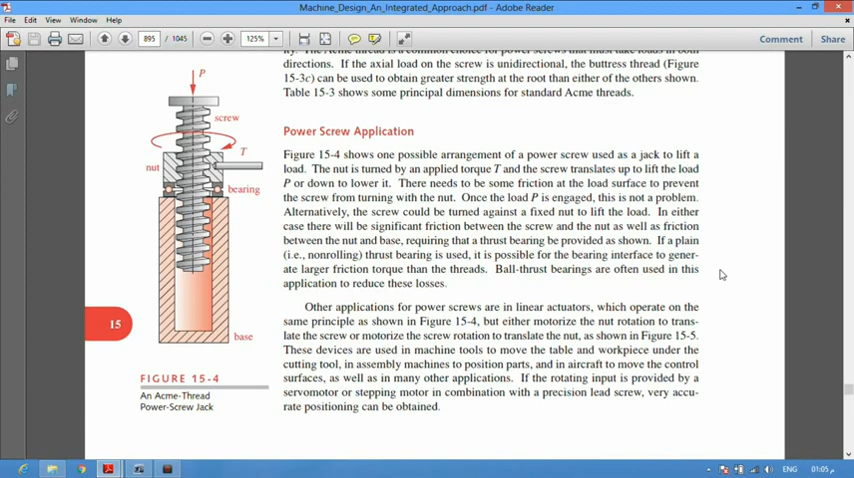 Machine_Design_An_Integrated_Approach.pdf - Adobe Reader
File Edit View Window Help
895 / 1045 125% Comment Share
ry. The Acme thread is a common choice for power screws that must take loads in both
directions. If the axial load on the screw is unidirectional, the buttress thread (Figure
15-3c) can be used to obtain greater strength at the root than either of the others shown.
Table 15-3 shows some principal dimensions for standard Acme threads.
P
screw
T
nut
bearing
base
15
FIGURE 15-4
An Acme-Thread
Power-Screw Jack
Power Screw Application
Figure 15-4 shows one possible arrangement of a power screw used as a jack to lift a
load. The nut is turned by an applied torque T and the screw translates up to lift the load
P or down to lower it. There needs to be some friction at the load surface to prevent
the screw from turning with the nut. Once the load P is engaged, this is not a problem.
Alternatively, the screw could be turned against a fixed nut to lift the load. In either
case there will be significant friction between the screw and the nut as well as friction
between the nut and base, requiring that a thrust bearing be provided as shown. If a plain
(i.e., nonrolling) thrust bearing is used, it is possible for the bearing interface to gener-
ate larger friction torque than the threads. Ball-thrust bearings are often used in this
application to reduce these losses.
Other applications for power screws are in linear actuators, which operate on the
same principle as shown in Figure 15-4, but either motorize the nut rotation to trans-
late the screw or motorize the screw rotation to translate the nut, as shown in Figure 15-5.
These devices are used in machine tools to move the table and workpiece under the
cutting tool, in assembly machines to position parts, and in aircraft to move the control
surfaces, as well as in many other applications. If the rotating input is provided by a
servomotor or stepping motor in combination with a precision lead screw, very accu-
rate positioning can be obtained.
ENG 01:05 م